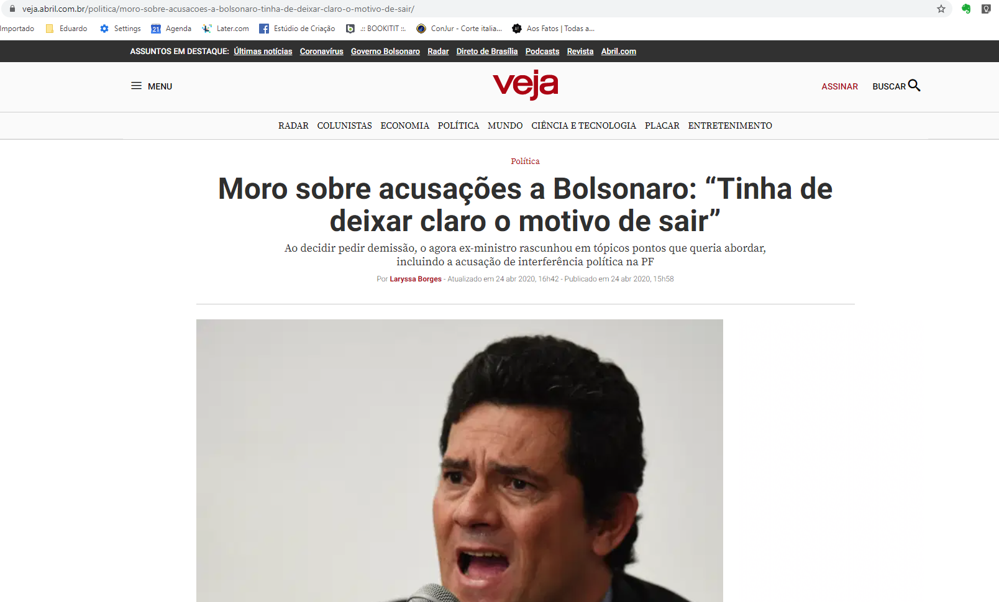 veja.abril.com.br/politica/moro-sobre-acusacoes-a-bolsonaro-tinha-de-deixar-claro-o-motivo-de-sair/
Importado Eduardo Settings 21 Agenda Later.com Estúdio de Criação b .:: BOOKITIT ::. ConJur - Corte italia... AF Aos Fatos | Todas a...
ASSUNTOS EM DESTAQUE: Últimas notícias Coronavírus Governo Bolsonaro Radar Direto de Brasília Podcasts Revista Abril.com
MENU veja ASSINAR BUSCAR
RADAR COLUNISTAS ECONOMIA POLÍTICA MUNDO CIÊNCIA E TECNOLOGIA PLACAR ENTRETENIMENTO
Política
Moro sobre acusações a Bolsonaro: “Tinha de
deixar claro o motivo de sair”
Ao decidir pedir demissão, o agora ex-ministro rascunhou em tópicos pontos que queria abordar,
incluindo a acusação de interferência política na PF
Por Laryssa Borges - Atualizado em 24 abr 2020, 16h42 - Publicado em 24 abr 2020, 15h58